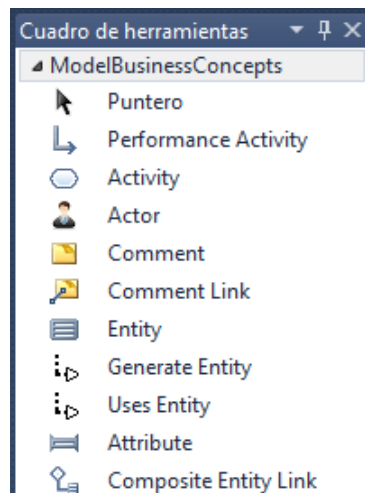 Cuadro de herramientas
ModelBusinessConcepts
Puntero
Performance Activity
Activity
Actor
Comment
Comment Link
Entity
Generate Entity
Uses Entity
Attribute
Composite Entity Link